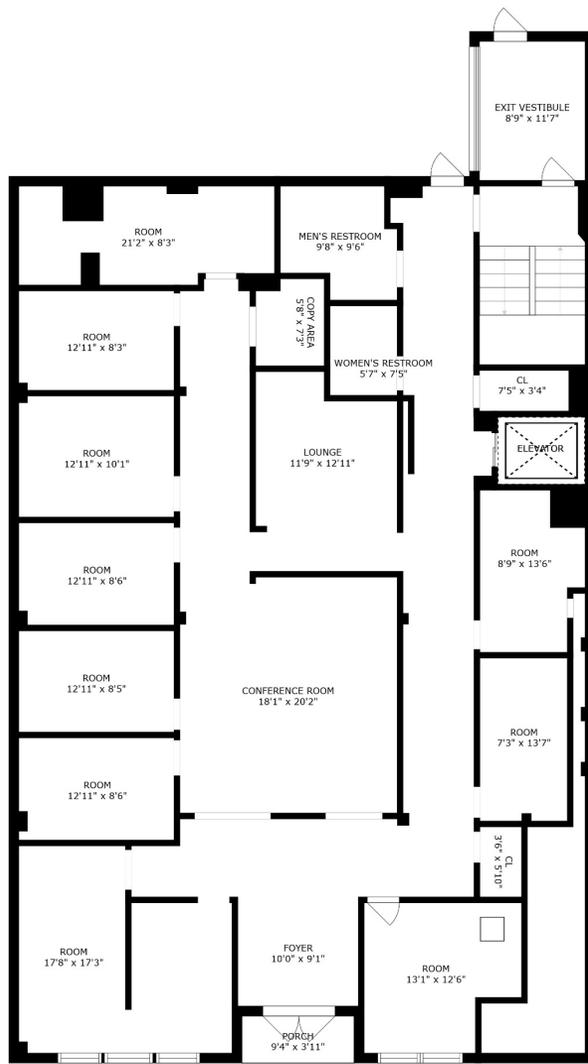 EXIT VESTIBULE
8'9" x 11'7"
ROOM
21'2" x 8'3"
MEN'S RESTROOM
9'8" x 9'6"
COPY AREA
5'8" x 7'3"
ROOM
12'11" x 8'3"
WOMEN'S RESTROOM
5'7" x 7'5"
CL
7'5" x 3'4"
ROOM
12'11" x 10'1"
LOUNGE
11'9" x 12'11"
ELEVATOR
ROOM
8'9" x 13'6"
ROOM
12'11" x 8'6"
ROOM
12'11" x 8'5"
CONFERENCE ROOM
18'1" x 20'2"
ROOM
7'3" x 13'7"
ROOM
12'11" x 8'6"
CL
3'6" x 5'10"
ROOM
17'8" x 17'3"
FOYER
10'0" x 9'1"
ROOM
13'1" x 12'6"
PORCH
9'4" x 3'11"